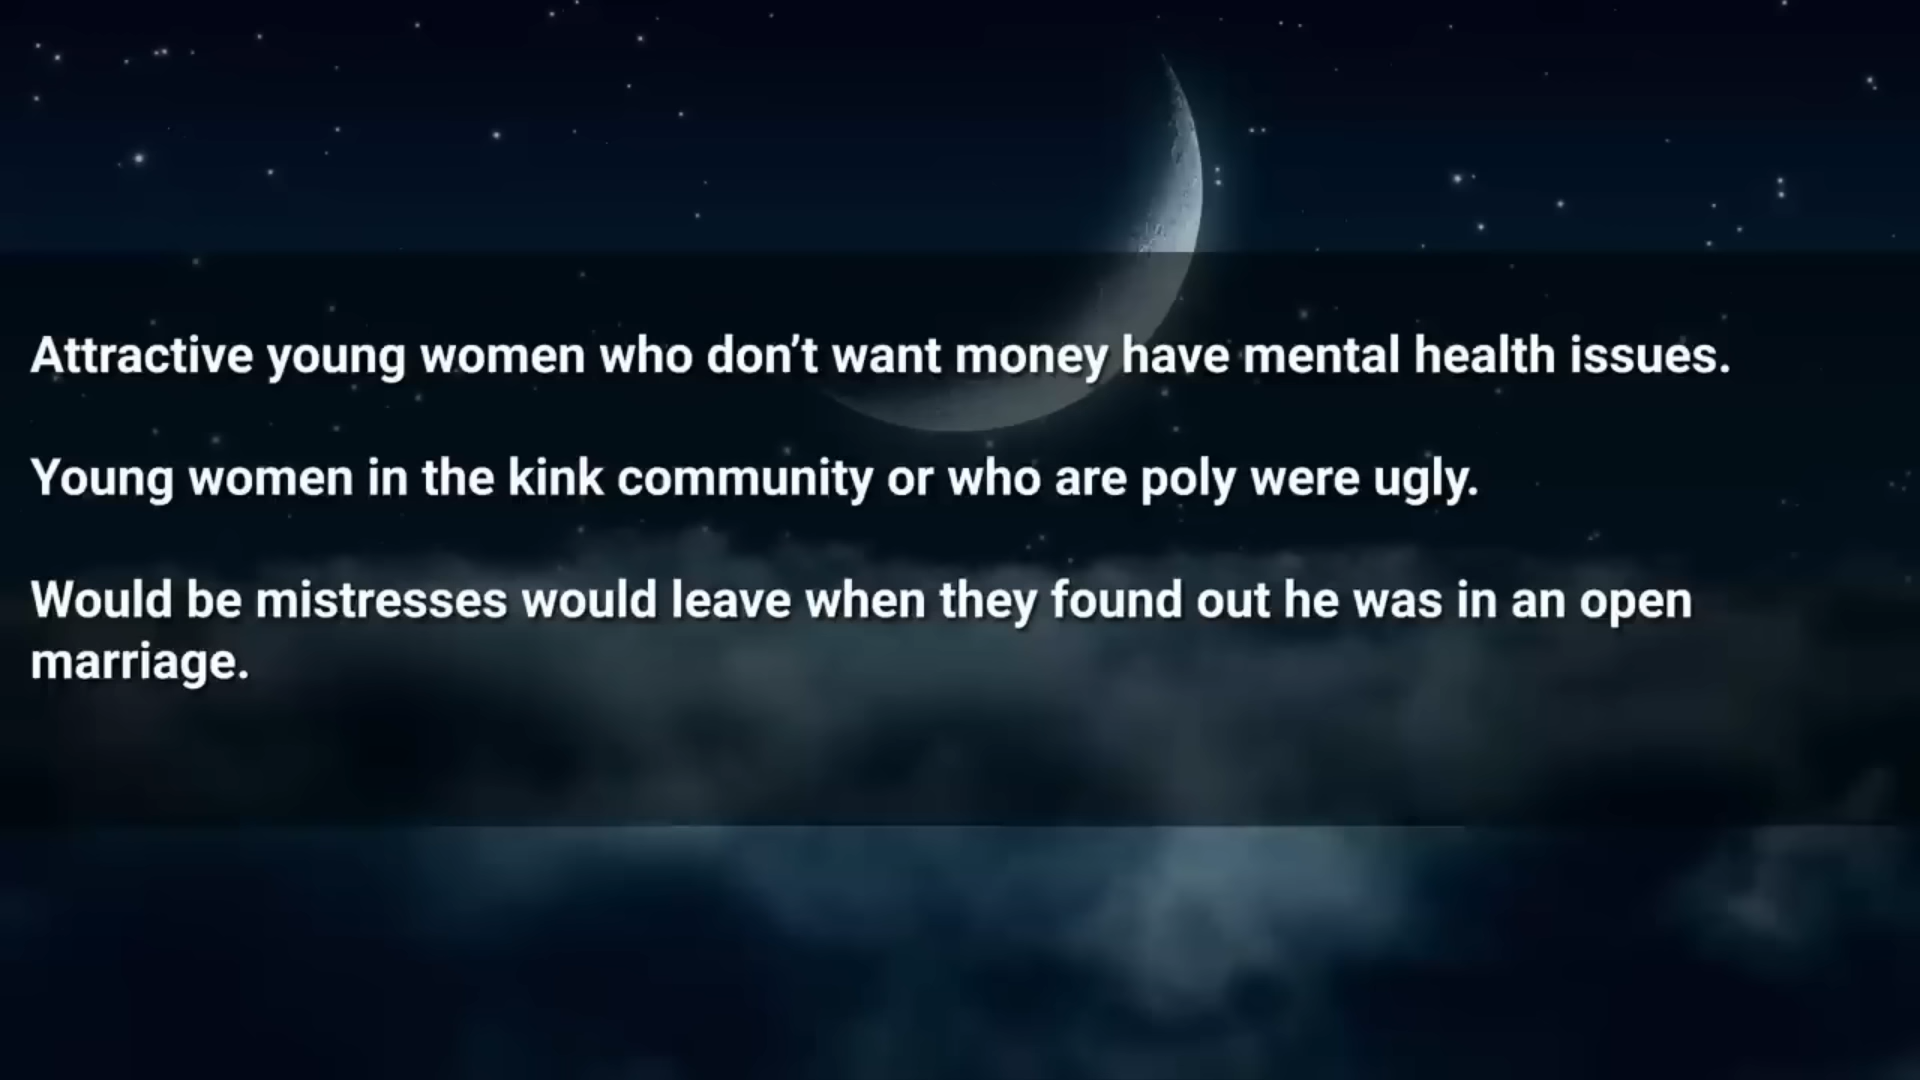 Attractive young women who don’t want money have mental health issues.
Young women in the kink community or who are poly were ugly.
Would be mistresses would leave when they found out he was in an open
marriage.